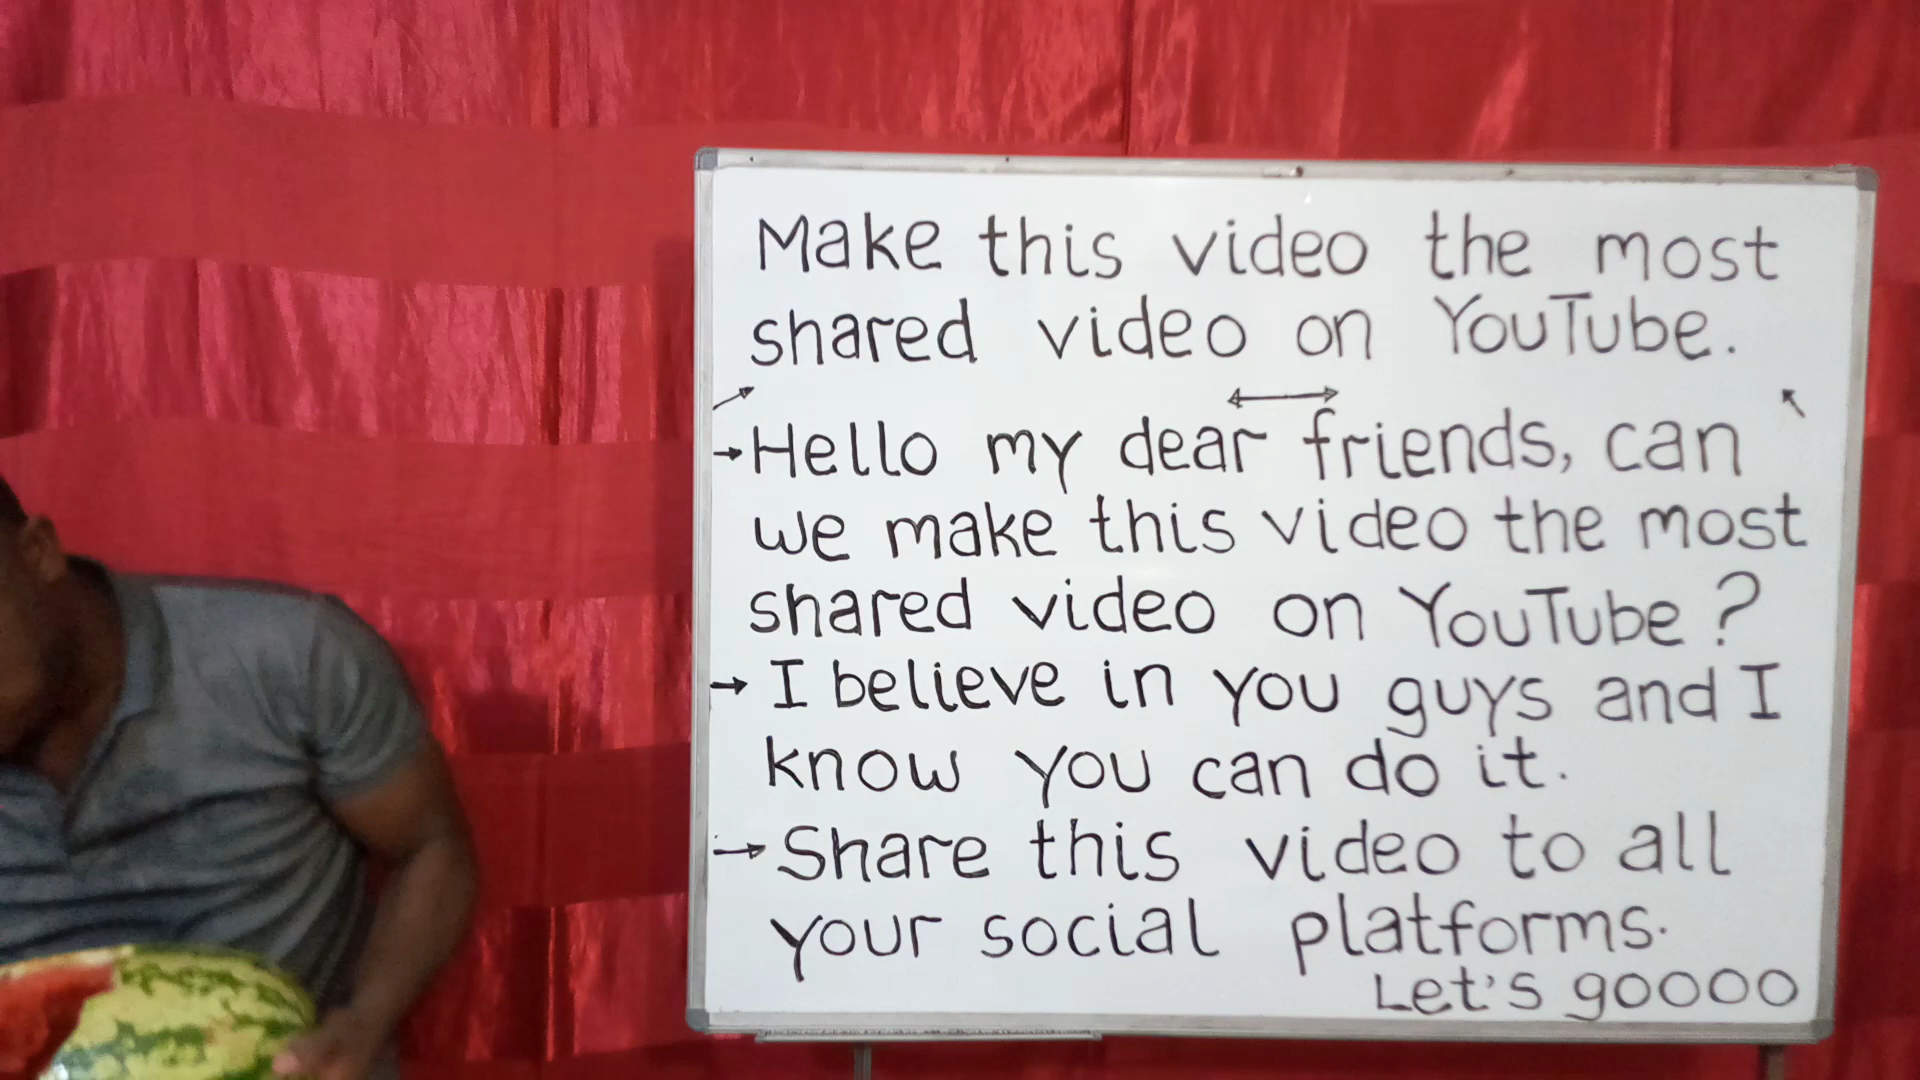 Make this video the most
shared video on YouTube.
→Hello my dear friends, can
we make this video the most
shared video on YouTube?
→ I believe in you guys and I
know you can do it.
→ Share this video to all
your social platforms.
Let's goooo